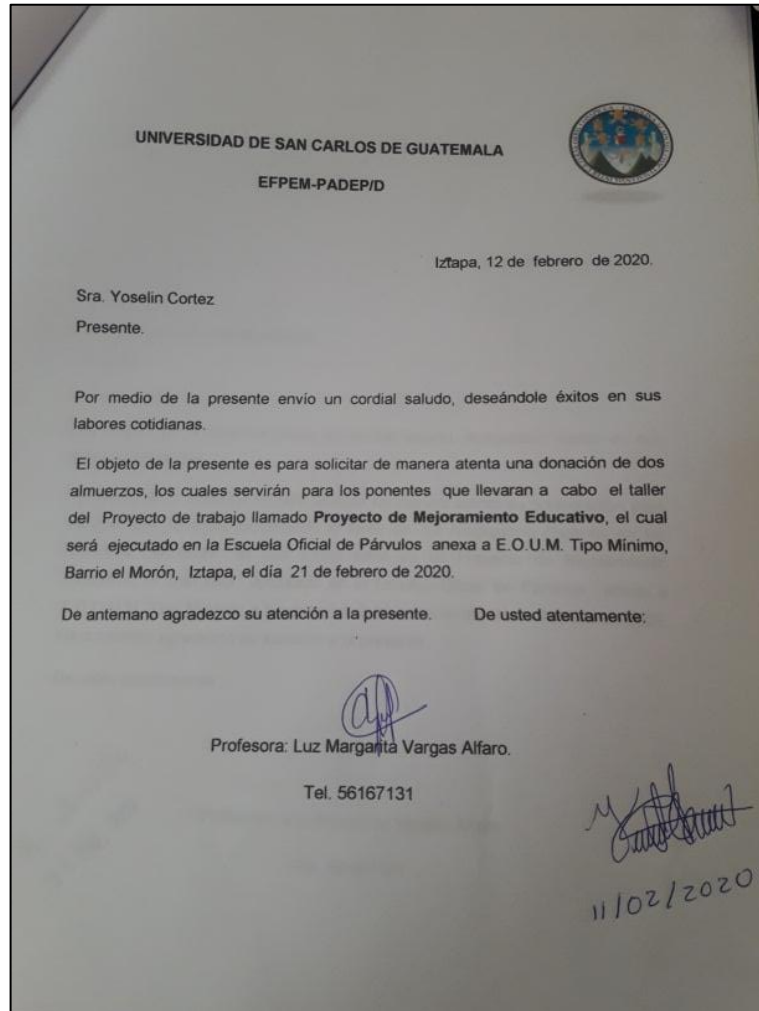 UNIVERSIDAD DE SAN CARLOS DE GUATEMALA
EFPEM-PADEP/D
Iztapa, 12 de febrero de 2020.
Sra. Yoselin Cortez
Presente.
Por medio de la presente envío un cordial saludo, deseándole éxitos en sus
labores cotidianas.
El objeto de la presente es para solicitar de manera atenta una donación de dos
almuerzos, los cuales servirán para los ponentes que llevaran a cabo el taller
del Proyecto de trabajo llamado Proyecto de Mejoramiento Educativo, el cual
será ejecutado en la Escuela Oficial de Párvulos anexa a E.O.U.M. Tipo Mínimo,
Barrio el Morón, Iztapa, el día 21 de febrero de 2020.
De antemano agradezco su atención a la presente. De usted atentamente:
Profesora: Luz Margarita Vargas Alfaro.
Tel. 56167131
11/02/2020